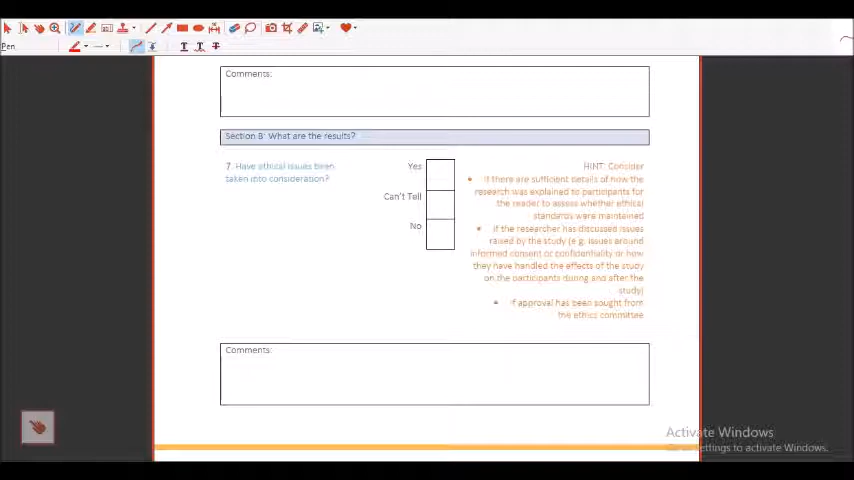 Pen
Comments:
Section B: What are the results?
7. Have ethical issues been
taken into consideration?
Yes
Can't Tell
No
HINT: Consider
• If there are sufficient details of how the
research was explained to participants for
the reader to assess whether ethical
standards were maintained
• If the researcher has discussed issues
raised by the study (e.g. issues around
informed consent or confidentiality or how
they have handled the effects of the study
on the participants during and after the
study)
• If approval has been sought from
the ethics committee
Comments:
Activate Windows
settings to activate Windows.